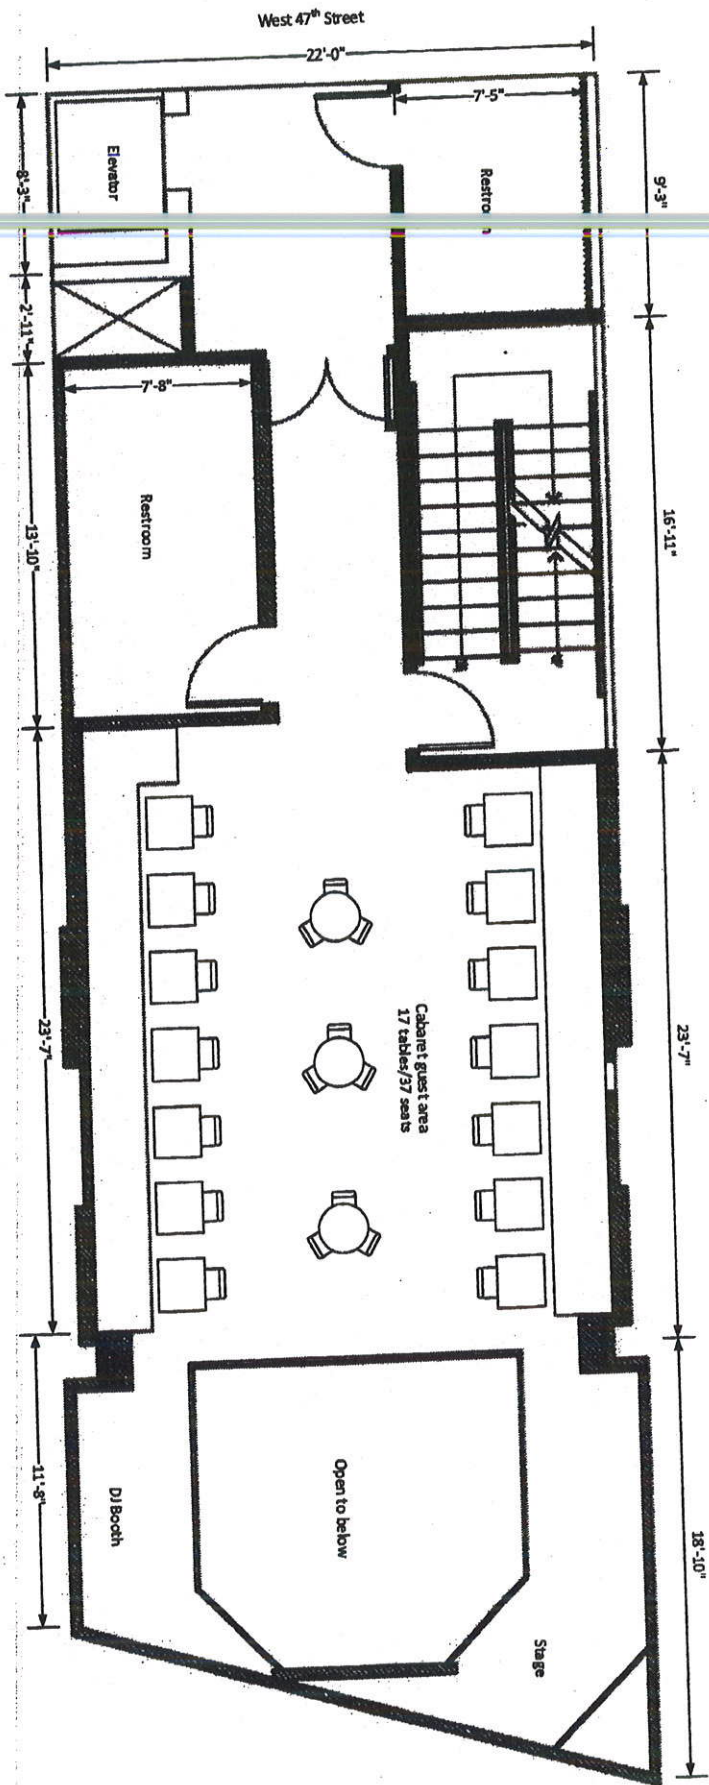 West 47th Street
22'-0"
7'-5"
9'-3"
Restroom
Elevator
8'-3"
2'-11"
7'-8"
16'-11"
Restroom
13'-10"
Cabaret guest area
17 tables/37 seats
23'-7"
23'-7"
Open to below
DJ Booth
11'-8"
18'-10"
Stage